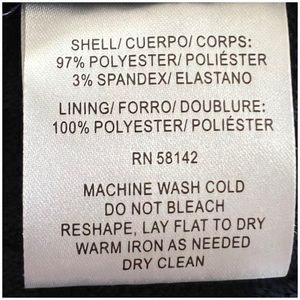 SHELL/ CUERPO/ CORPS:
97% POLYESTER/ POLIÉSTER
3% SPANDEX/ ELASTANO
LINING/ FORRO/ DOUBLURE:
100% POLYESTER/ POLIÉSTER
RN 58142
MACHINE WASH COLD
DO NOT BLEACH
RESHAPE, LAY FLAT TO DRY
WARM IRON AS NEEDED
DRY CLEAN